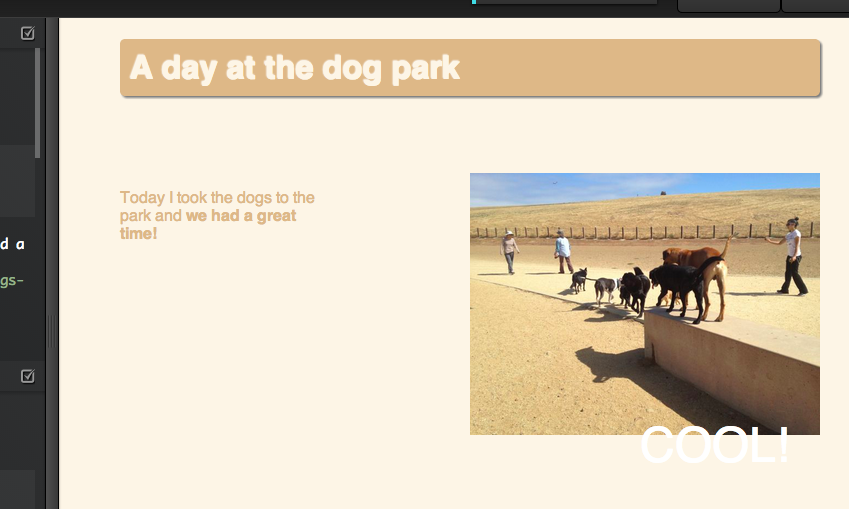 A day at the dog park
d a
Today I took the dogs to the
park and we had a great
time!
gs-
COOL!